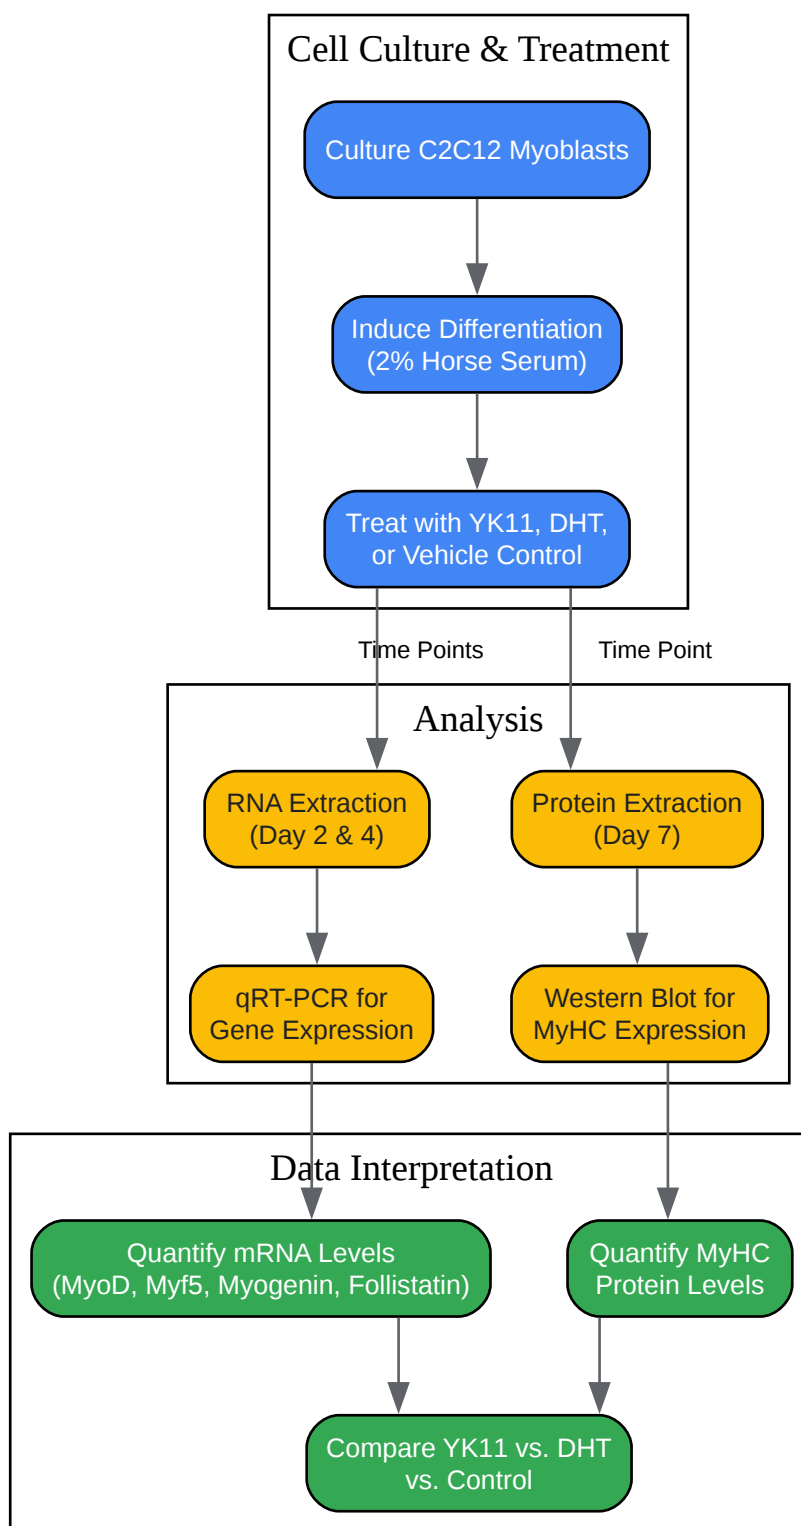 Cell Culture & Treatment
Culture C2C12 Myoblasts
Induce Differentiation
(2% Horse Serum)
Treat with YK11, DHT,
or Vehicle Control
Time Points
Time Point
Analysis
RNA Extraction
(Day 2 & 4)
Protein Extraction
(Day 7)
qRT-PCR for
Gene Expression
Western Blot for
MyHC Expression
Data Interpretation
Quantify mRNA Levels
(MyoD, Myf5, Myogenin, Follistatin)
Quantify MyHC
Protein Levels
Compare YK11 vs. DHT
vs. Control